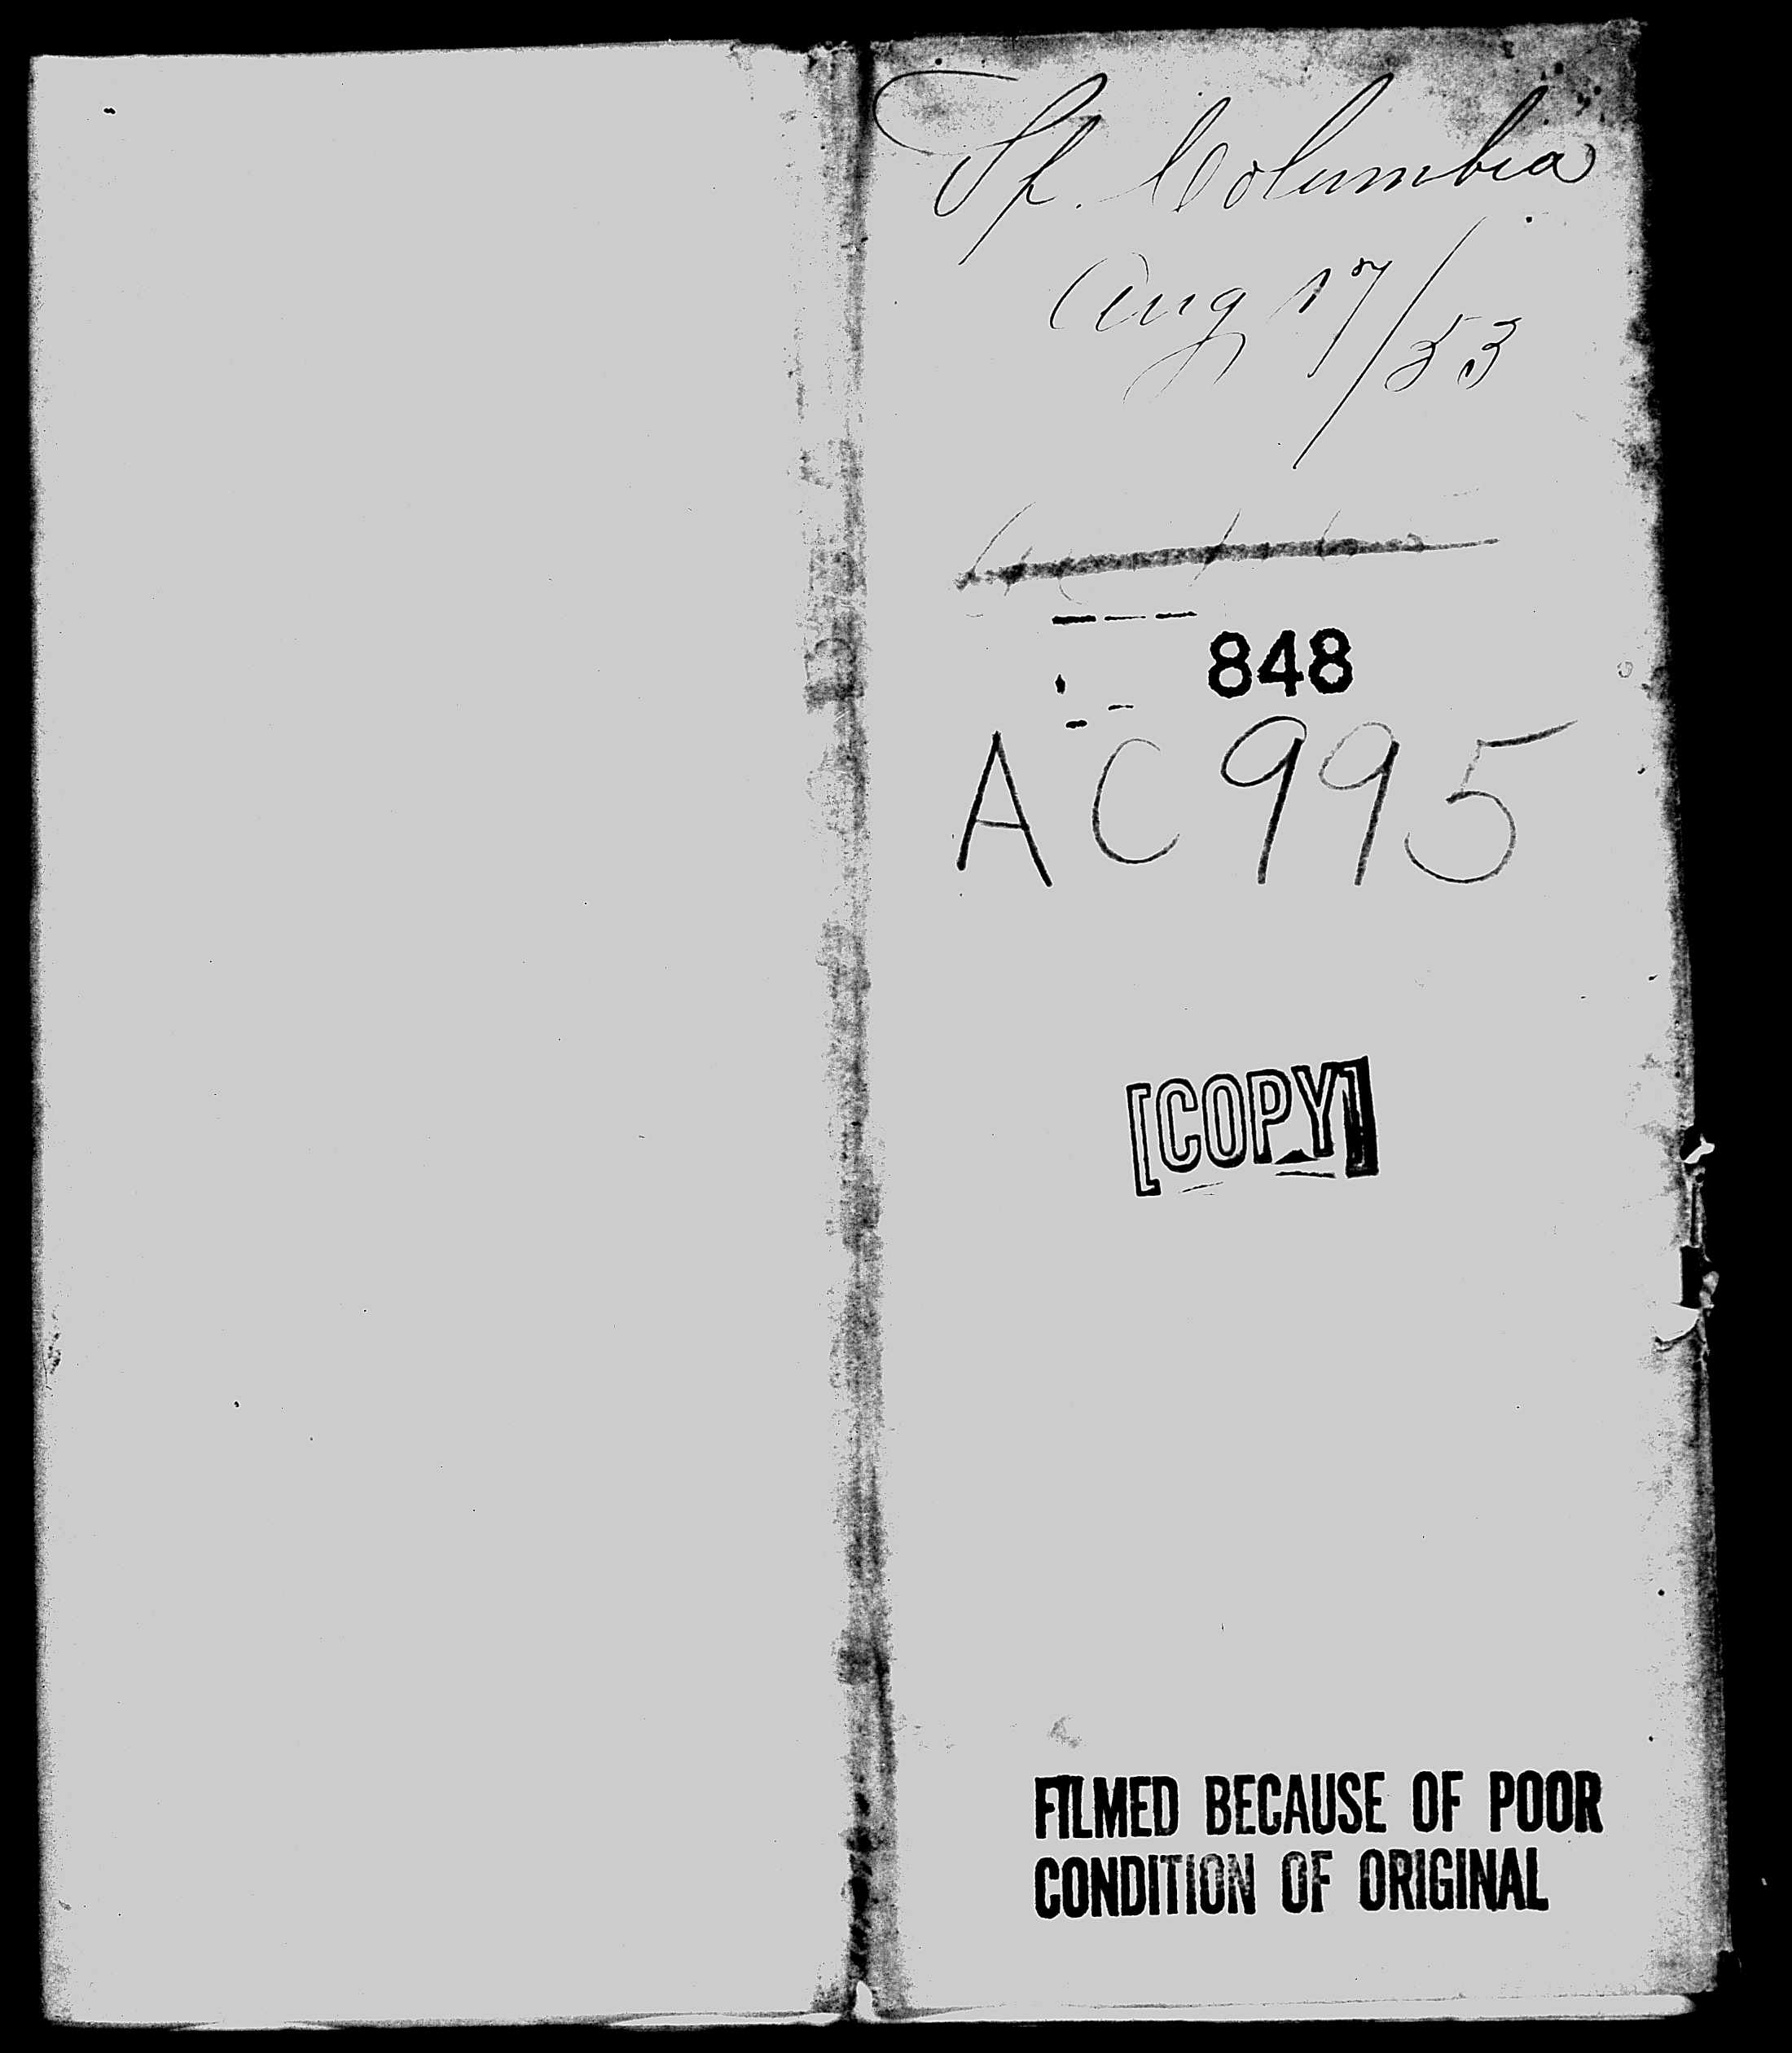 Sp. Columbia
Aug 17/53
848
AC995
[COPY]
FILMED BECAUSE OF POOR
CONDITION OF ORIGINAL